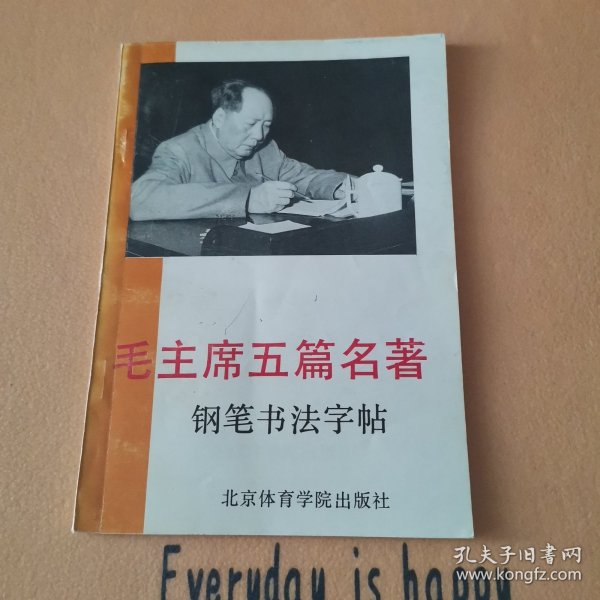 毛主席五篇名著
钢笔书法字帖
北京体育学院出版社
孔夫子旧书网
www.kongfz.com
Everyday is happy